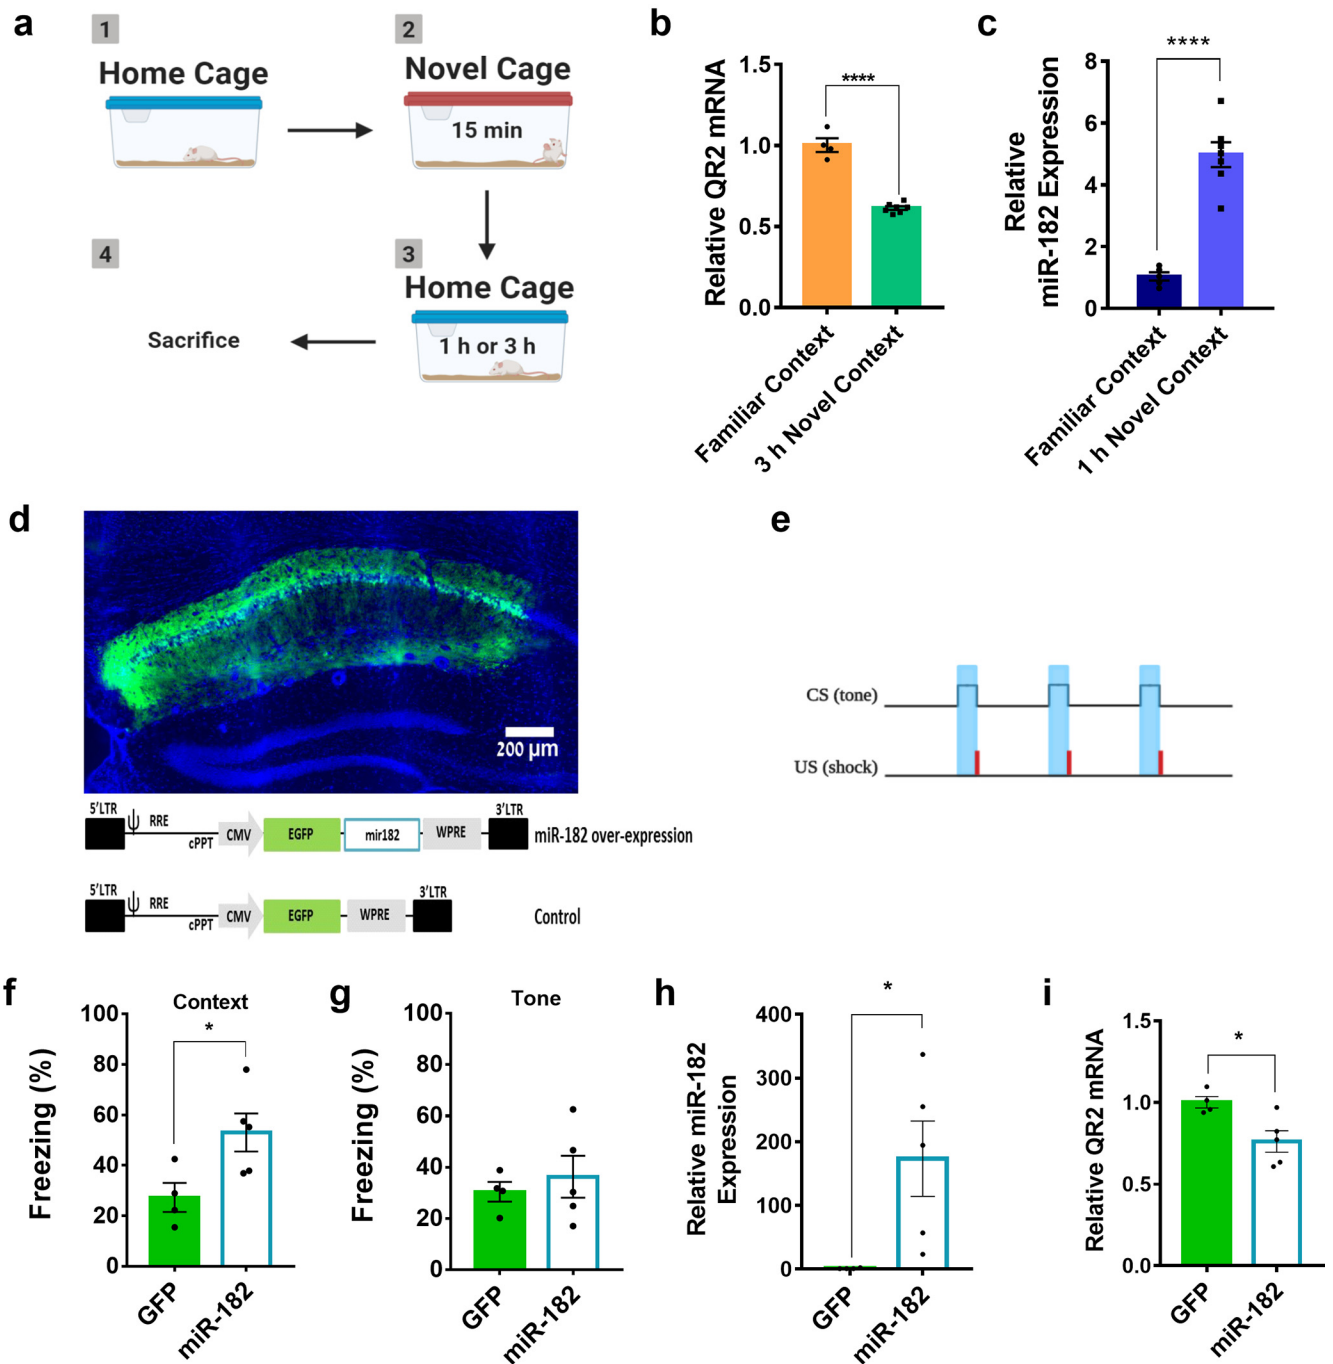 a
1
Home Cage
2
Novel Cage
15 min
4
Sacrifice
3
Home Cage
1 h or 3 h
b
Relative QR2 mRNA
1.5
1.0
0.5
0.0
****
Familiar Context
3 h Novel Context
c
Relative
miR-182 Expression
8
6
4
2
0
****
Familiar Context
1 h Novel Context
d
200 µm
5'LTR
ψ
RRE
cPPT
CMV
EGFP
mir182
WPRE
3'LTR
miR-182 over-expression
5'LTR
ψ
RRE
cPPT
CMV
EGFP
WPRE
3'LTR
Control
e
CS (tone)
US (shock)
f
Context
*
Freezing (%)
100
80
60
40
20
0
GFP
miR-182
g
Tone
Freezing (%)
100
80
60
40
20
0
GFP
miR-182
h
*
Relative miR-182
Expression
400
300
200
100
0
GFP
miR-182
i
*
Relative QR2 mRNA
1.5
1.0
0.5
0.0
GFP
miR-182